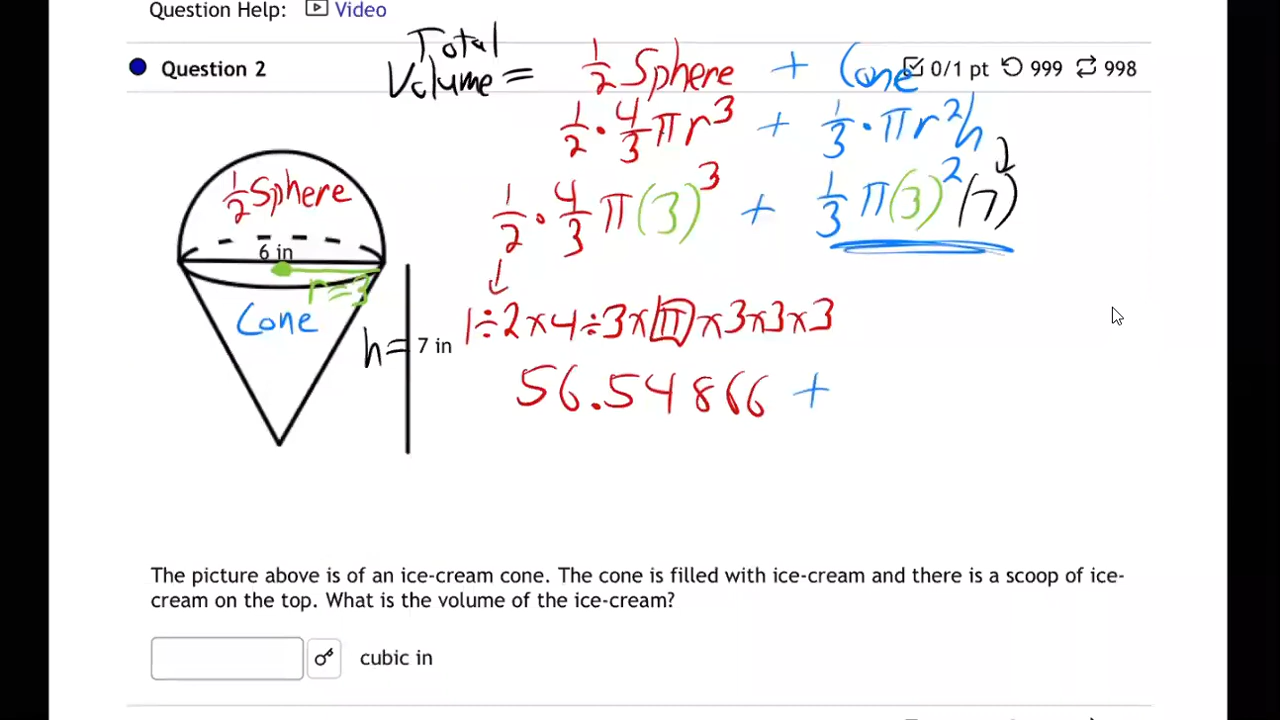 Question Help: Video
Question 2
Total Volume = 1/2 Sphere + Cone
0/1 pt 999 998
1/2 · 4/3 πr³ + 1/3 · πr²h
1/2 · 4/3 π(3)³ + 1/3 π(3)²(7)
1/2 Sphere
6 in
r=3
Cone
h= 7 in
1÷2×4÷3×π×3×3×3
56.54866 +
The picture above is of an ice-cream cone. The cone is filled with ice-cream and there is a scoop of ice-
cream on the top. What is the volume of the ice-cream?
cubic in